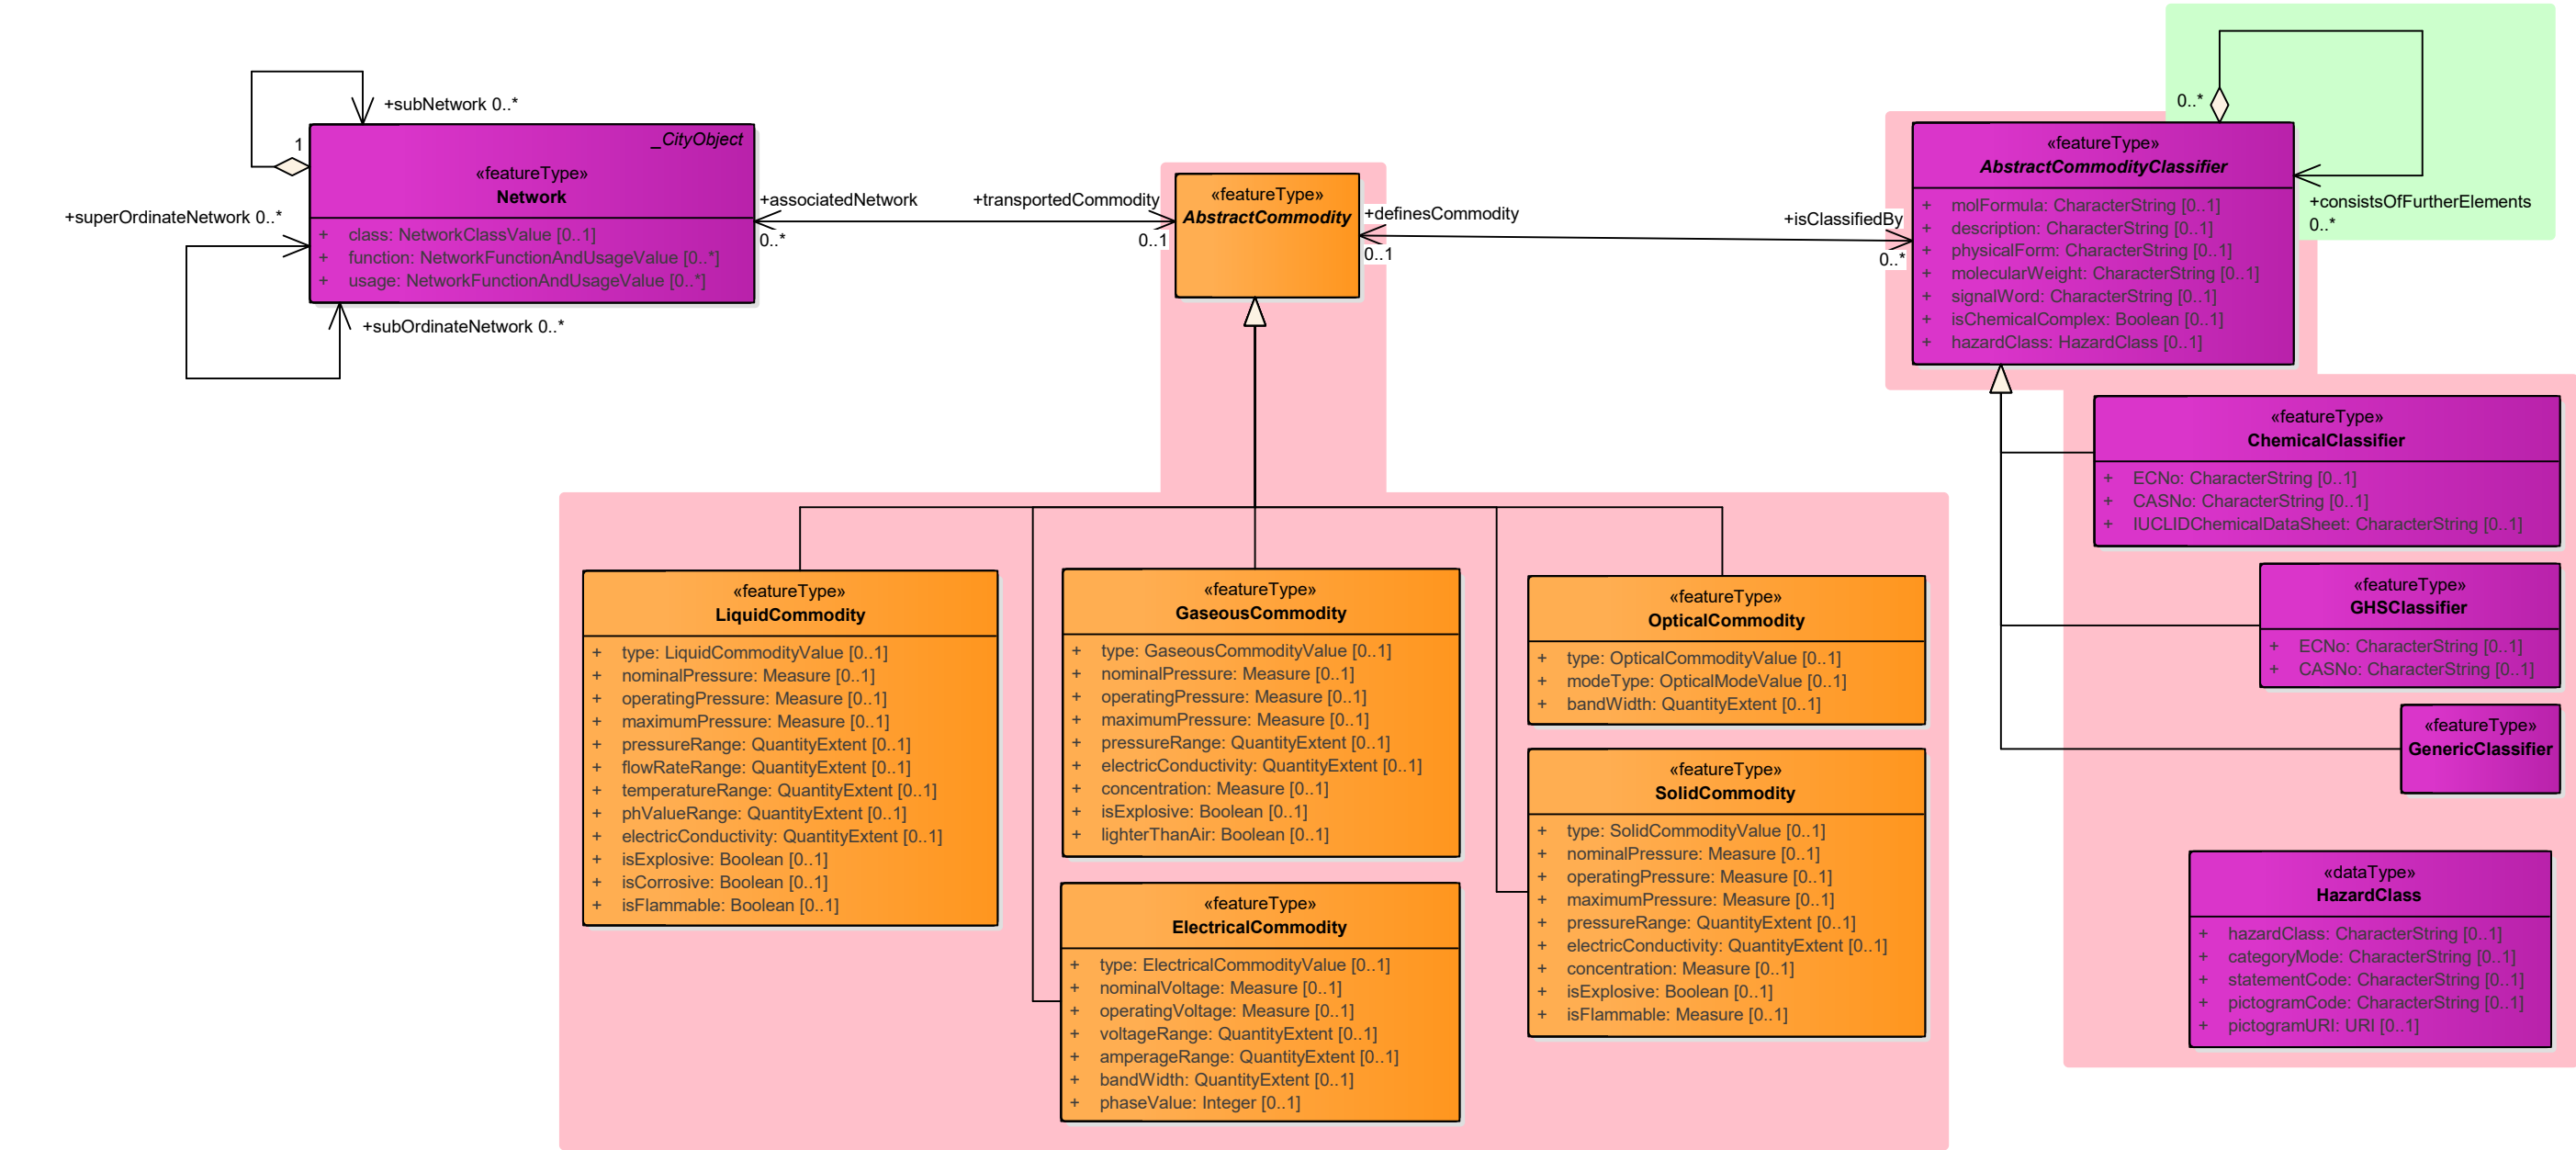 +subNetwork 0..*
1
_CityObject
«featureType»
Network
+ class: NetworkClassValue [0..1]
+ function: NetworkFunctionAndUsageValue [0..*]
+ usage: NetworkFunctionAndUsageValue [0..*]
+superOrdinateNetwork 0..*
+subOrdinateNetwork 0..*
+associatedNetwork
0..*
+transportedCommodity
0..1
«featureType»
AbstractCommodity
+definesCommodity
0..1
+isClassifiedBy
0..*
0..*
«featureType»
AbstractCommodityClassifier
+ molFormula: CharacterString [0..1]
+ description: CharacterString [0..1]
+ physicalForm: CharacterString [0..1]
+ molecularWeight: CharacterString [0..1]
+ signalWord: CharacterString [0..1]
+ isChemicalComplex: Boolean [0..1]
+ hazardClass: HazardClass [0..1]
+consistsOfFurtherElements
0..*
«featureType»
ChemicalClassifier
+ ECNo: CharacterString [0..1]
+ CASNo: CharacterString [0..1]
+ IUCLIDChemicalDataSheet: CharacterString [0..1]
«featureType»
GHSClassifier
+ ECNo: CharacterString [0..1]
+ CASNo: CharacterString [0..1]
«featureType»
GenericClassifier
«dataType»
HazardClass
+ hazardClass: CharacterString [0..1]
+ categoryMode: CharacterString [0..1]
+ statementCode: CharacterString [0..1]
+ pictogramCode: CharacterString [0..1]
+ pictogramURI: URI [0..1]
«featureType»
LiquidCommodity
+ type: LiquidCommodityValue [0..1]
+ nominalPressure: Measure [0..1]
+ operatingPressure: Measure [0..1]
+ maximumPressure: Measure [0..1]
+ pressureRange: QuantityExtent [0..1]
+ flowRateRange: QuantityExtent [0..1]
+ temperatureRange: QuantityExtent [0..1]
+ phValueRange: QuantityExtent [0..1]
+ electricConductivity: QuantityExtent [0..1]
+ isExplosive: Boolean [0..1]
+ isCorrosive: Boolean [0..1]
+ isFlammable: Boolean [0..1]
«featureType»
GaseousCommodity
+ type: GaseousCommodityValue [0..1]
+ nominalPressure: Measure [0..1]
+ operatingPressure: Measure [0..1]
+ maximumPressure: Measure [0..1]
+ pressureRange: QuantityExtent [0..1]
+ electricConductivity: QuantityExtent [0..1]
+ concentration: Measure [0..1]
+ isExplosive: Boolean [0..1]
+ lighterThanAir: Boolean [0..1]
«featureType»
ElectricalCommodity
+ type: ElectricalCommodityValue [0..1]
+ nominalVoltage: Measure [0..1]
+ operatingVoltage: Measure [0..1]
+ voltageRange: QuantityExtent [0..1]
+ amperageRange: QuantityExtent [0..1]
+ bandWidth: QuantityExtent [0..1]
+ phaseValue: Integer [0..1]
«featureType»
OpticalCommodity
+ type: OpticalCommodityValue [0..1]
+ modeType: OpticalModeValue [0..1]
+ bandWidth: QuantityExtent [0..1]
«featureType»
SolidCommodity
+ type: SolidCommodityValue [0..1]
+ nominalPressure: Measure [0..1]
+ operatingPressure: Measure [0..1]
+ maximumPressure: Measure [0..1]
+ pressureRange: QuantityExtent [0..1]
+ electricConductivity: QuantityExtent [0..1]
+ concentration: Measure [0..1]
+ isExplosive: Boolean [0..1]
+ isFlammable: Measure [0..1]